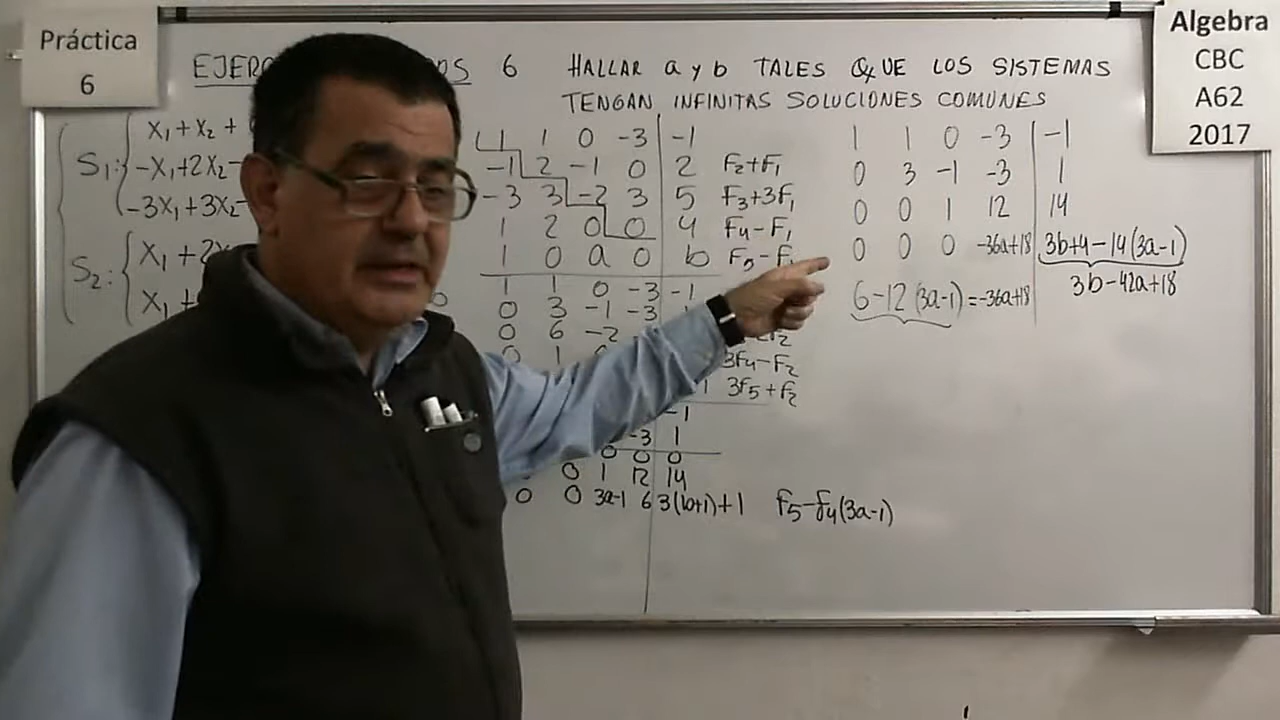 Práctica
6
Algebra
CBC
A62
2017
6 HALLAR a y b TALES QUE LOS SISTEMAS
TENGAN INFINITAS SOLUCIONES COMUNES
S1: X1 + X2 +
-X1+2X2-
-3X1+3X2-
S2: X1 +
X1 +
1 1 0 -3 -1
-1 2 -1 0 2 F2+F1
-3 3 -2 3 5 F3+3F1
1 2 0 0 4 F4-F1
1 0 a 0 b F5-F1
1 1 0 -3 -1
0 3 -1 -3
0 6 -2
0 1
3F4-F2
1 3F5+F2
-1
-3 1
0 0 0
0 1 12 14
0 0 3a-1 6 3(b+1)+1 F5-F4(3a-1)
1 1 0 -3 -1
0 3 -1 -3 1
0 0 1 12 14
0 0 0 -36a+18 3b+4-14(3a-1)
6-12(3a-1)=-36a+18 3b-42a+18